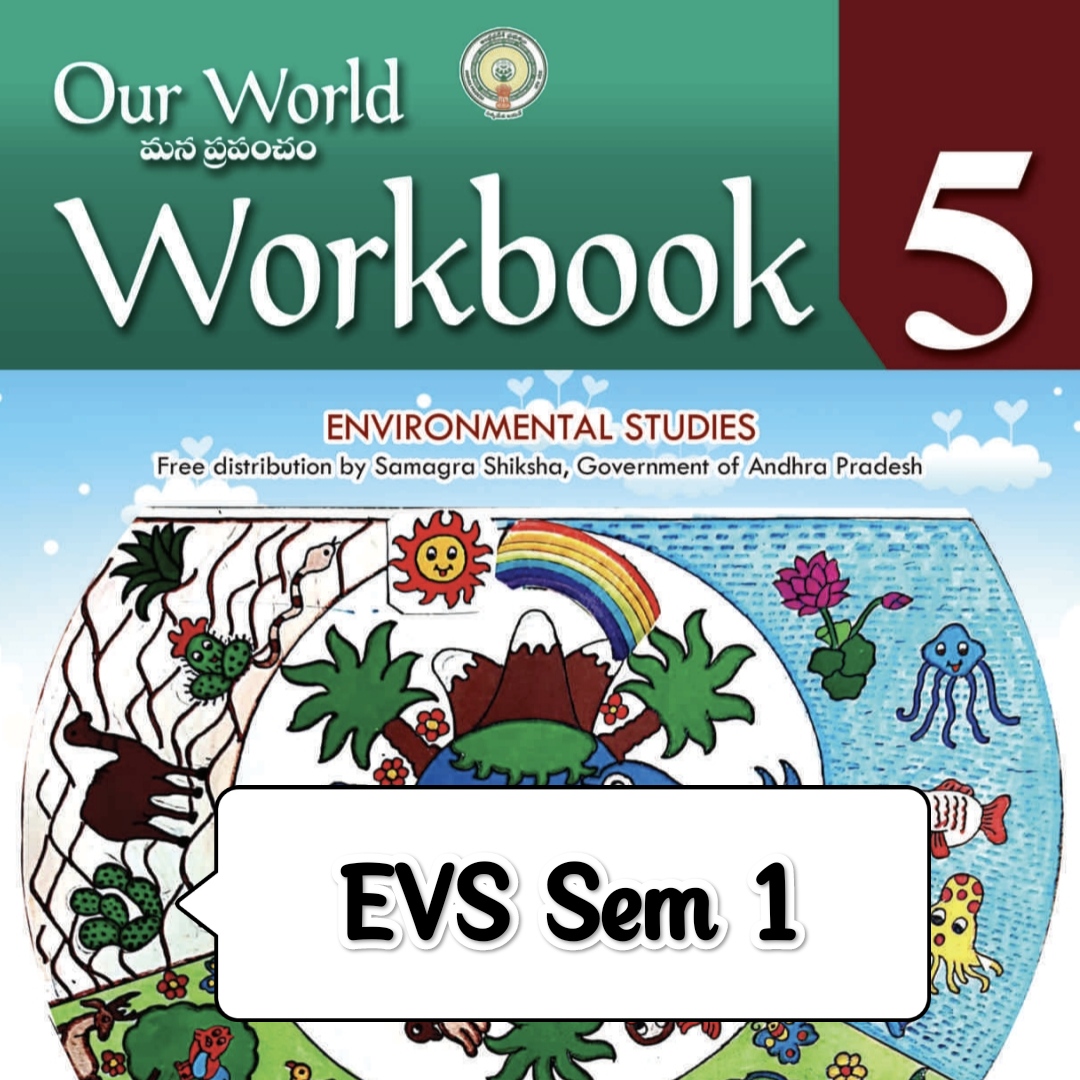 Our World
మన ప్రపంచం
Workbook
5
ENVIRONMENTAL STUDIES
Free distribution by Samagra Shiksha, Government of Andhra Pradesh
EVS Sem 1